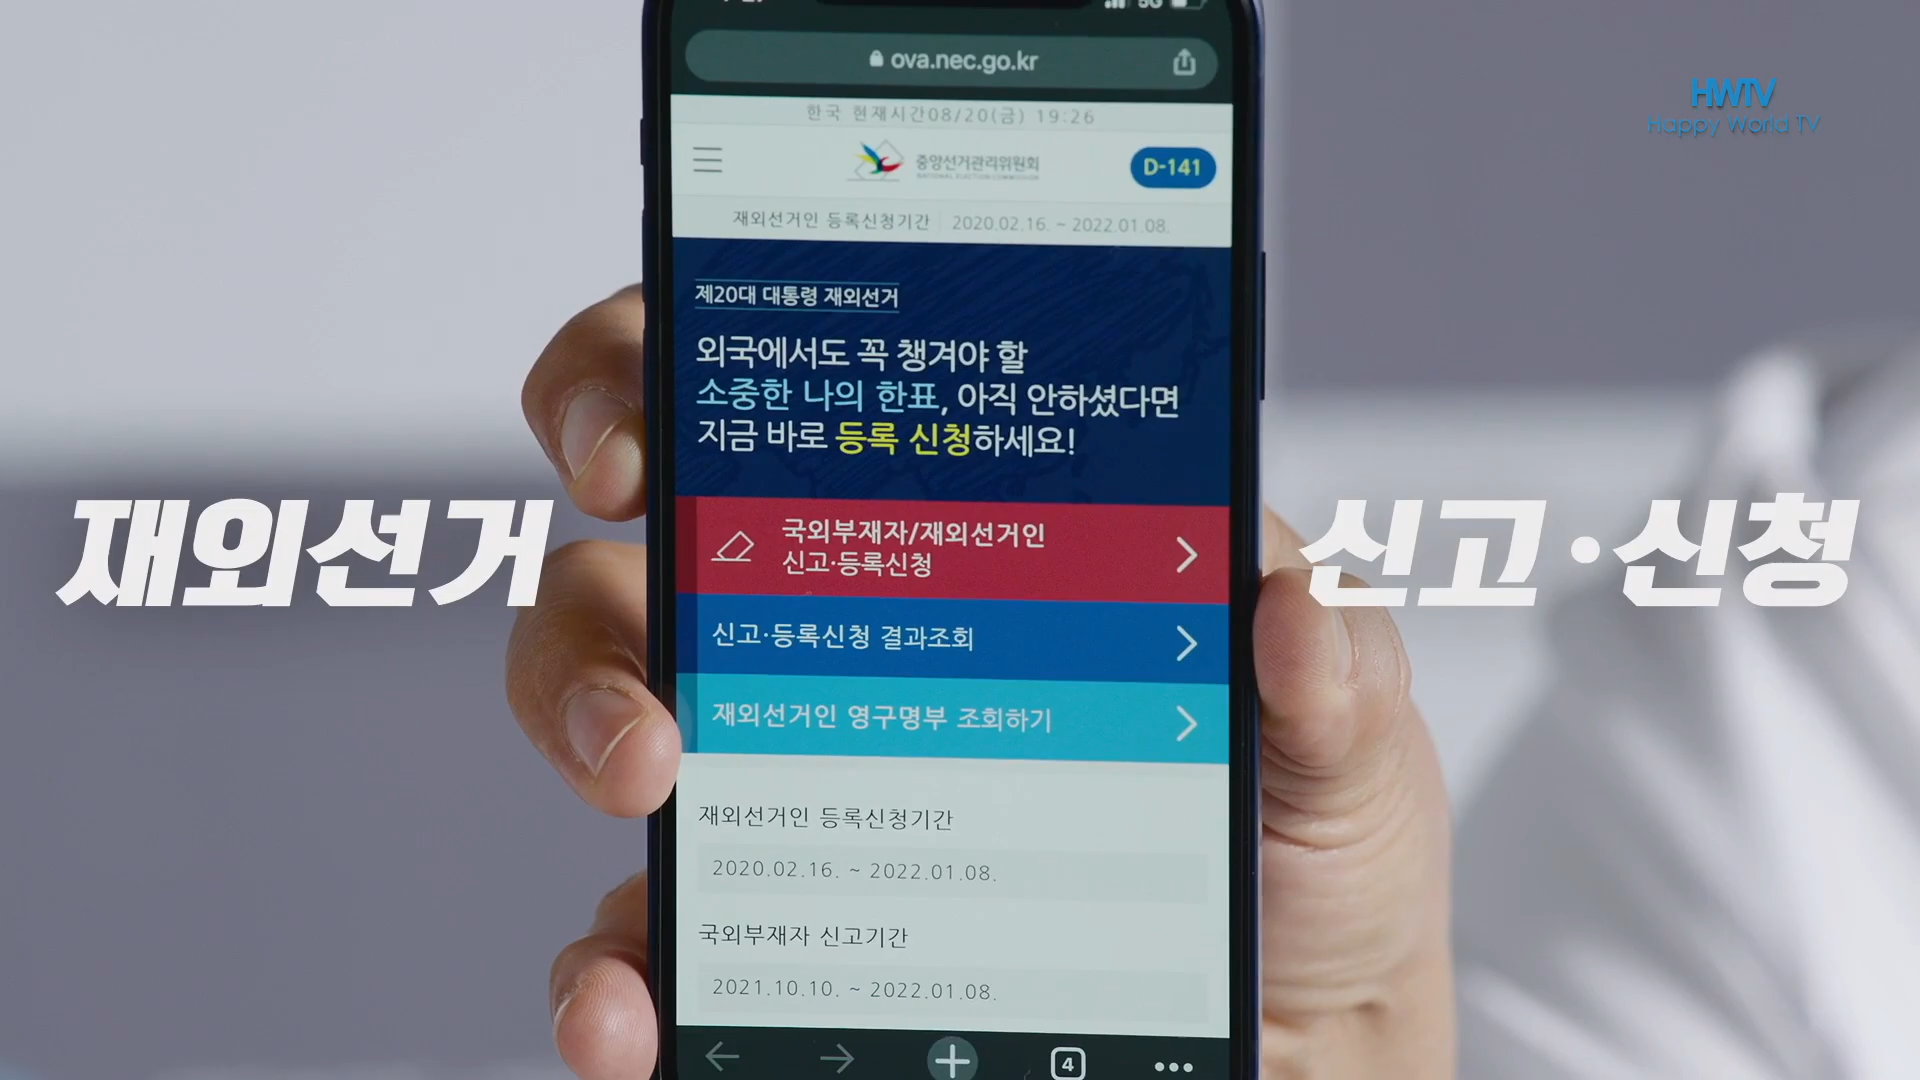 HWTV
Happy World TV
ova.nec.go.kr
한국 현재시간08/20(금) 19:26
중앙선거관리위원회
NATIONAL ELECTION COMMISSION
D-141
재외선거인 등록신청기간 2020.02.16. ~ 2022.01.08.
제20대 대통령 재외선거
외국에서도 꼭 챙겨야 할
소중한 나의 한표, 아직 안하셨다면
지금 바로 등록 신청하세요!
재외선거 신고·신청
국외부재자/재외선거인
신고·등록신청
신고·등록신청 결과조회
재외선거인 영구명부 조회하기
재외선거인 등록신청기간
2020.02.16. ~ 2022.01.08.
국외부재자 신고기간
2021.10.10. ~ 2022.01.08.
4